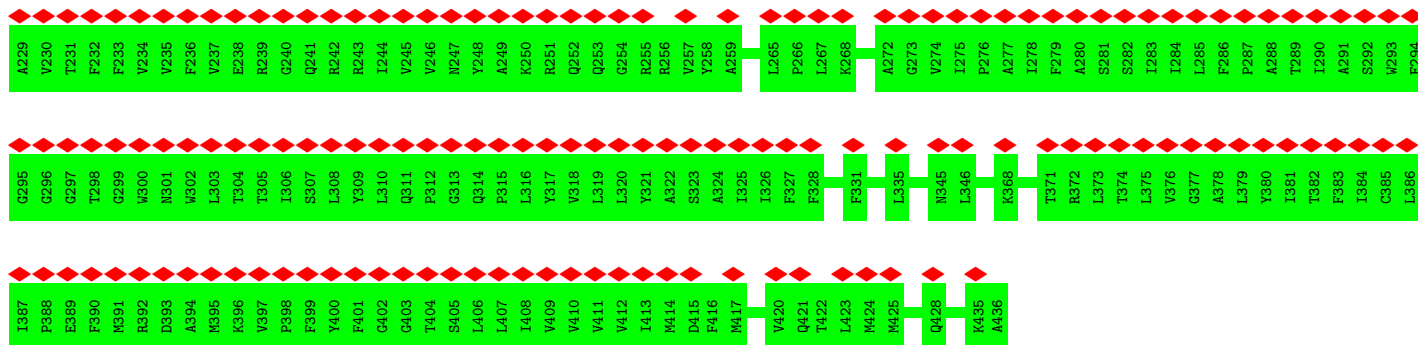 A229 V230 T231 F232 F233 V234 V235 F236 V237 E238 R239 G240 Q241 R242 R243 I244 V245 V246 N247 Y248 A249 K250 R251 Q252 Q253 G254 R255 R256 V257 Y258 A259 L265 P266 L267 K268 A272 G273 V274 I275 P276 A277 I278 F279 A280 S281 S282 I283 I284 L285 F286 P287 A288 T289 I290 A291 S292 W293 F294
G295 G296 G297 T298 G299 W300 N301 W302 L303 T304 T305 I306 S307 L308 Y309 L310 Q311 P312 G313 Q314 P315 L316 Y317 V318 L319 L320 Y321 A322 S323 A324 I325 I326 F327 F328 F331 L335 N345 L346 K368 T371 R372 L373 T374 L375 V376 G377 A378 L379 Y380 I381 T382 F383 I384 C385 L386
I387 P388 E389 F390 M391 R392 D393 A394 M395 K396 V397 P398 F399 Y400 F401 G402 G403 T404 S405 L406 L407 I408 V409 V410 V411 V412 I413 M414 D415 F416 M417 V420 Q421 T422 L423 M424 M425 Q428 K435 A436